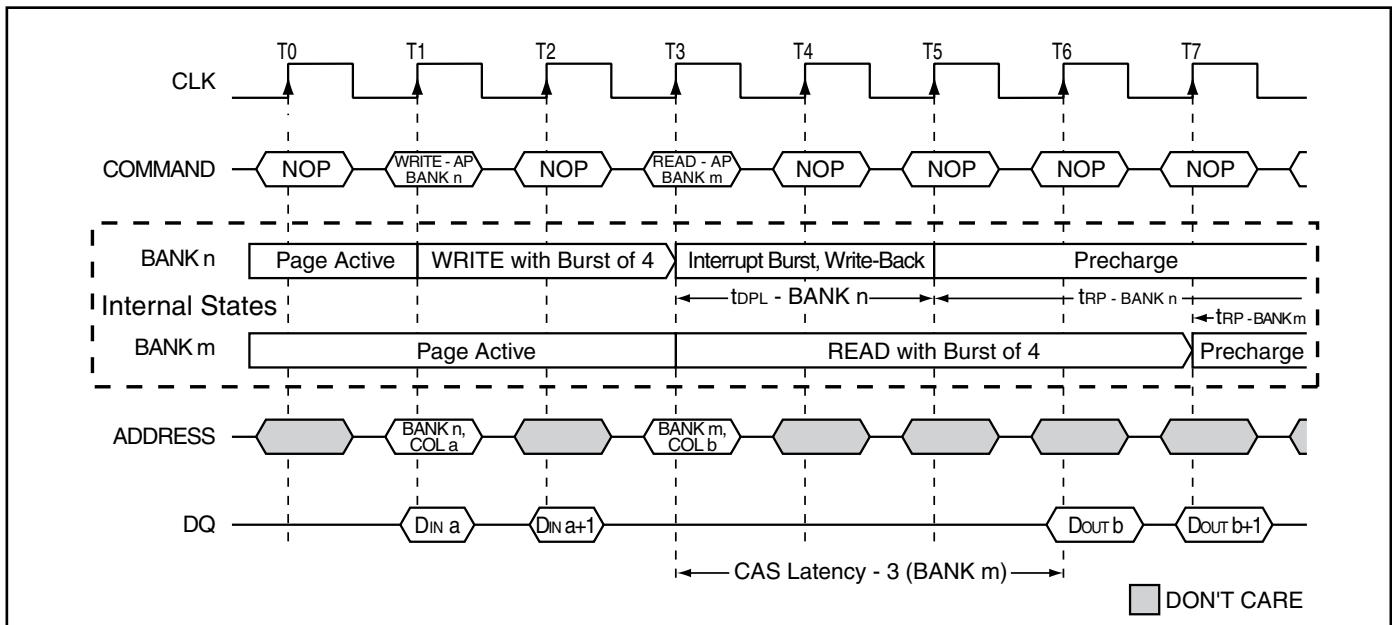 T0 T1 T2 T3 T4 T5 T6 T7
CLK
COMMAND NOP WRITE - AP BANK n NOP READ - AP BANK m NOP NOP NOP NOP
BANK n Page Active WRITE with Burst of 4 Interrupt Burst, Write-Back Precharge
tDPL - BANK n tRP - BANK n
Internal States
tRP - BANK m
BANK m Page Active READ with Burst of 4 Precharge
ADDRESS BANK n, COL a BANK m, COL b
DQ DIN a DIN a+1 DOUT b DOUT b+1
CAS Latency - 3 (BANK m)
DON'T CARE